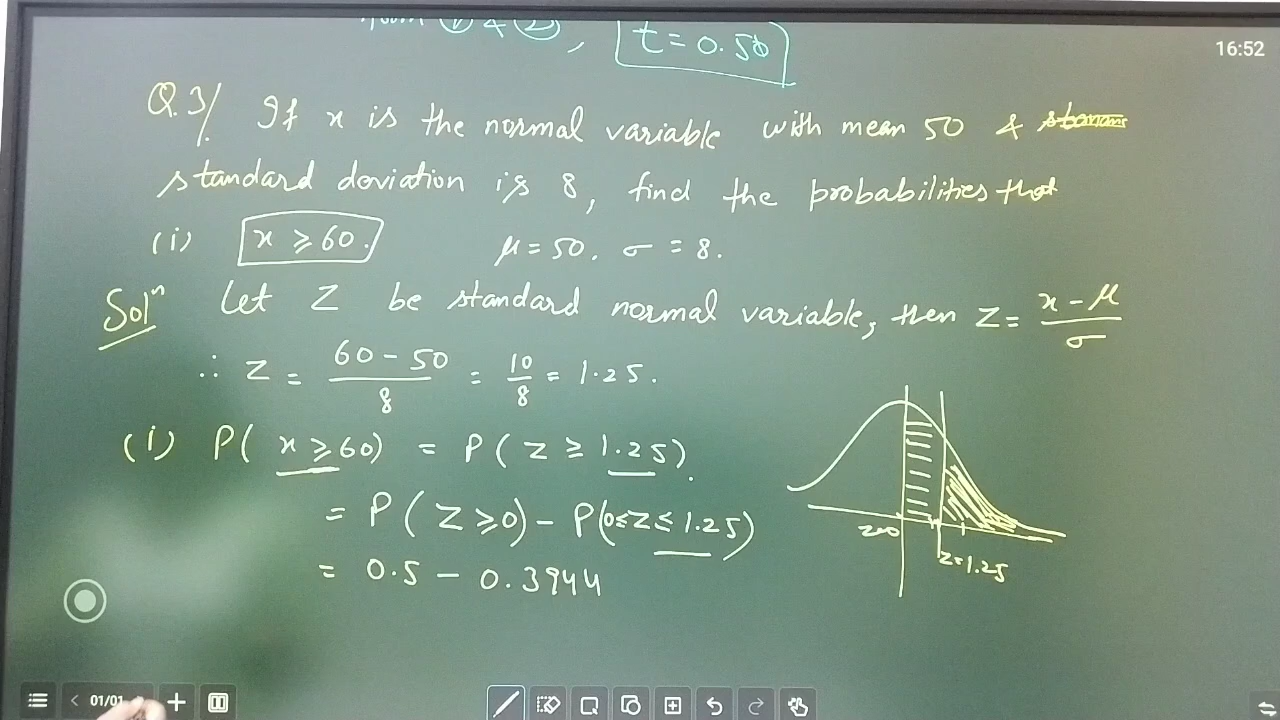 16:52
t = 0.50
Q.3/. If x is the normal variable with mean 50 &
standard deviation is 8, find the probabilities that
(i) x ≥ 60. μ = 50, σ = 8.
Solⁿ Let Z be standard normal variable, then Z = (x - μ)/σ
∴ Z = (60 - 50)/8 = 10/8 = 1.25.
(i) P( x ≥ 60) = P( Z ≥ 1.25).
= P( Z ≥ 0) - P(0 ≤ Z ≤ 1.25)
= 0.5 - 0.3944
z=0
z=1.25
01/01